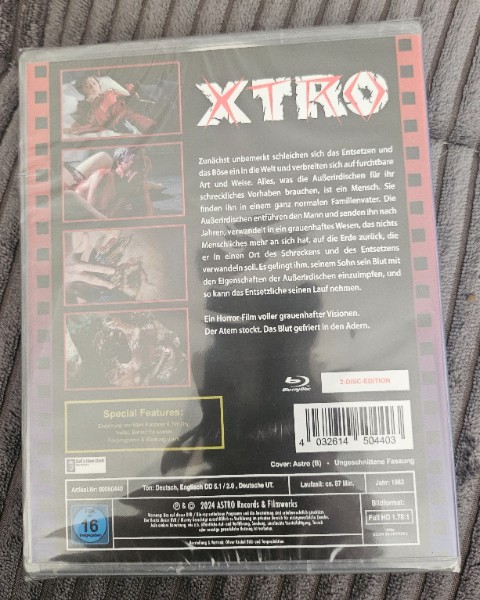 XTRO
Zunächst unbemerkt schleichen sich das Entsetzen und
das Böse ein in die Welt und verbreiten sich auf furchtbare
Art und Weise. Alles, was die Außerirdischen für ihr
schreckliches Vorhaben brauchen, ist ein Mensch. Sie
finden ihn in einem ganz normalen Familienvater. Die
Außerirdischen entführen den Mann und senden ihn nach
Jahren, verwandelt in ein grauenhaftes Wesen, das nichts
Menschliches mehr an sich hat, auf die Erde zurück, die
er in einen Ort des Schreckens und des Entsetzens
verwandeln soll. Es gelingt ihm, seinem Sohn sein Blut mit
den Eigenschaften der Außerirdischen einzuimpfen, und
so kann das Entsetzliche seinen Lauf nehmen.
Ein Horror-Film voller grauenhafter Visionen.
Der Atem stockt. Das Blut gefriert in den Adern.
Blu-ray Disc
2-DISC-EDITION
Special Features:
4 032614 504403
Cover: Astro (B) - Ungeschnittene Fassung
Artikel Nr:
Ton: Deutsch, Englisch DD 5.1 / 2.0 , Deutsche UT.
Laufzeit: ca. 87 Min.
Jahr: 1982
16
℗ & © 2024 ASTRO Records & Filmworks
Bildformat:
Full HD 1.78:1